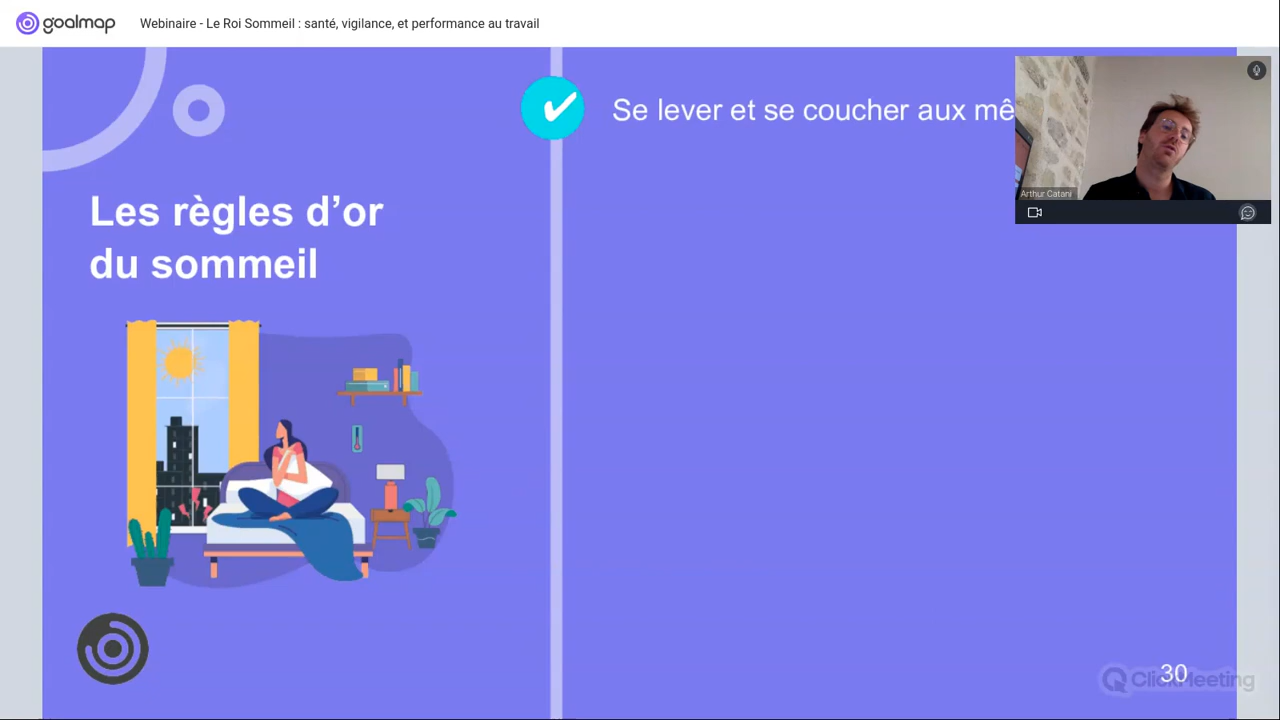 goalmap
Webinaire - Le Roi Sommeil : santé, vigilance, et performance au travail
Se lever et se coucher aux mê
Arthur Catani
Les règles d'or
du sommeil
30
ClickMeeting